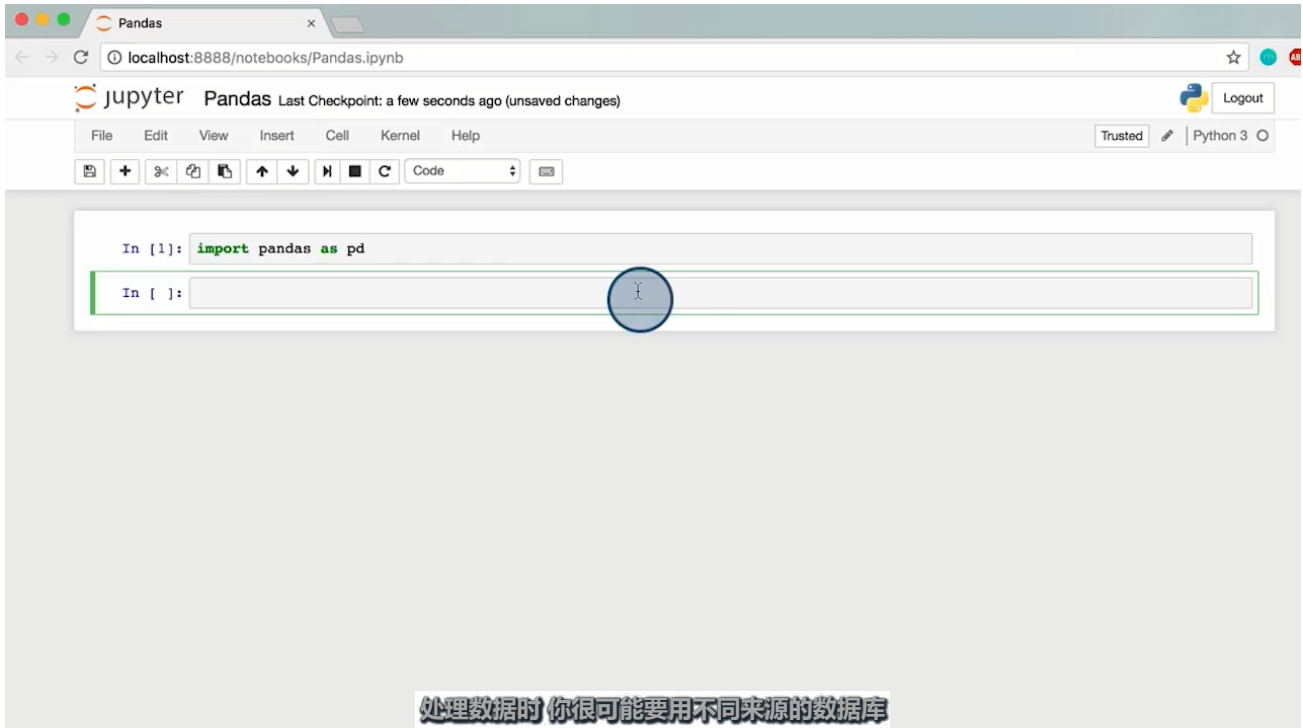 Pandas
localhost:8888/notebooks/Pandas.ipynb
AB
jupyter Pandas Last Checkpoint: a few seconds ago (unsaved changes)
Logout
File Edit View Insert Cell Kernel Help
Trusted Python 3
Code
In [1]: import pandas as pd
In [ ]:
处理数据时 你很可能要用不同来源的数据库